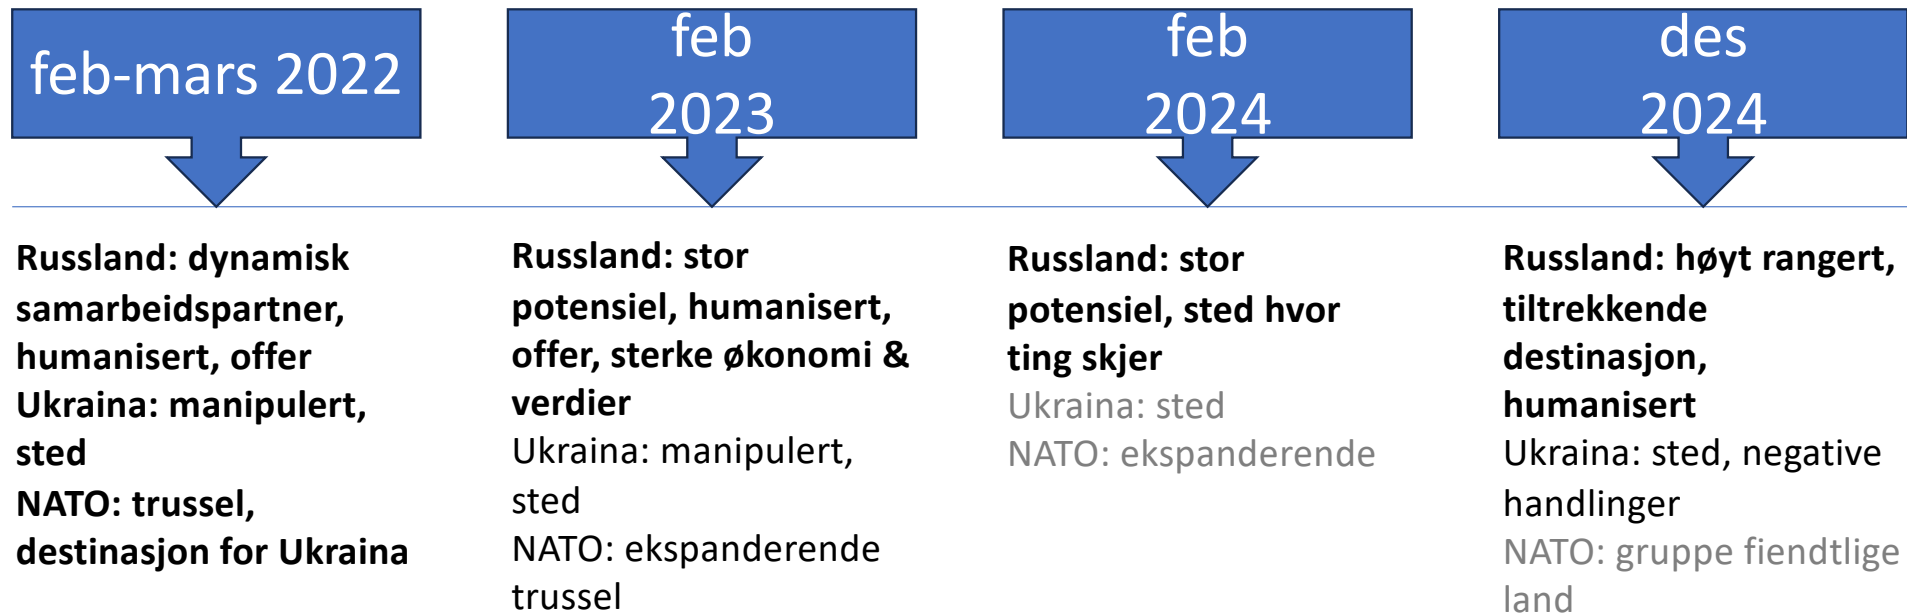 feb-mars 2022
Russland: dynamisk
samarbeidspartner,
humanisert, offer
Ukraina: manipulert,
sted
NATO: trussel,
destinasjon for Ukraina
feb
2023
Russland: stor
potensiel, humanisert,
offer, sterke økonomi &
verdier
Ukraina: manipulert,
sted
NATO: ekspanderende
trussel
feb
2024
Russland: stor
potensiel, sted hvor
ting skjer
Ukraina: sted
NATO: ekspanderende
des
2024
Russland: høyt rangert,
tiltrekkende
destinasjon,
humanisert
Ukraina: sted, negative
handlinger
NATO: gruppe fiendtlige
land